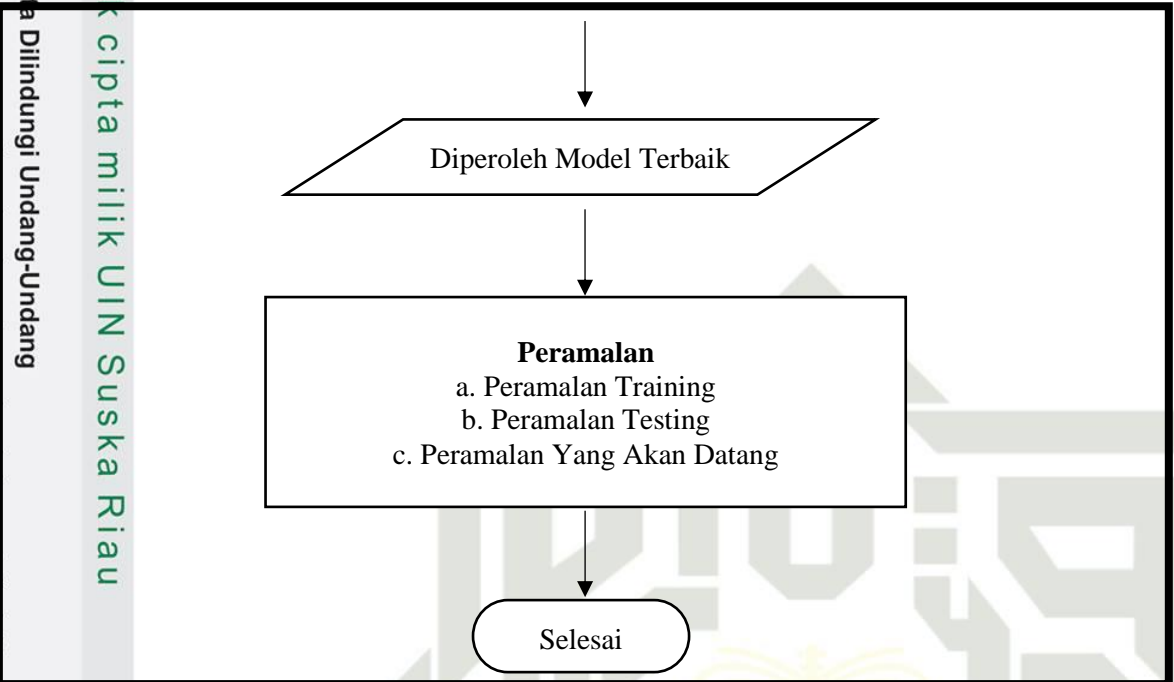 Diperoleh Model Terbaik
Peramalan
a. Peramalan Training
b. Peramalan Testing
c. Peramalan Yang Akan Datang
Selesai
cipta milik UIN Suska Riau
Dilindungi Undang-Undang